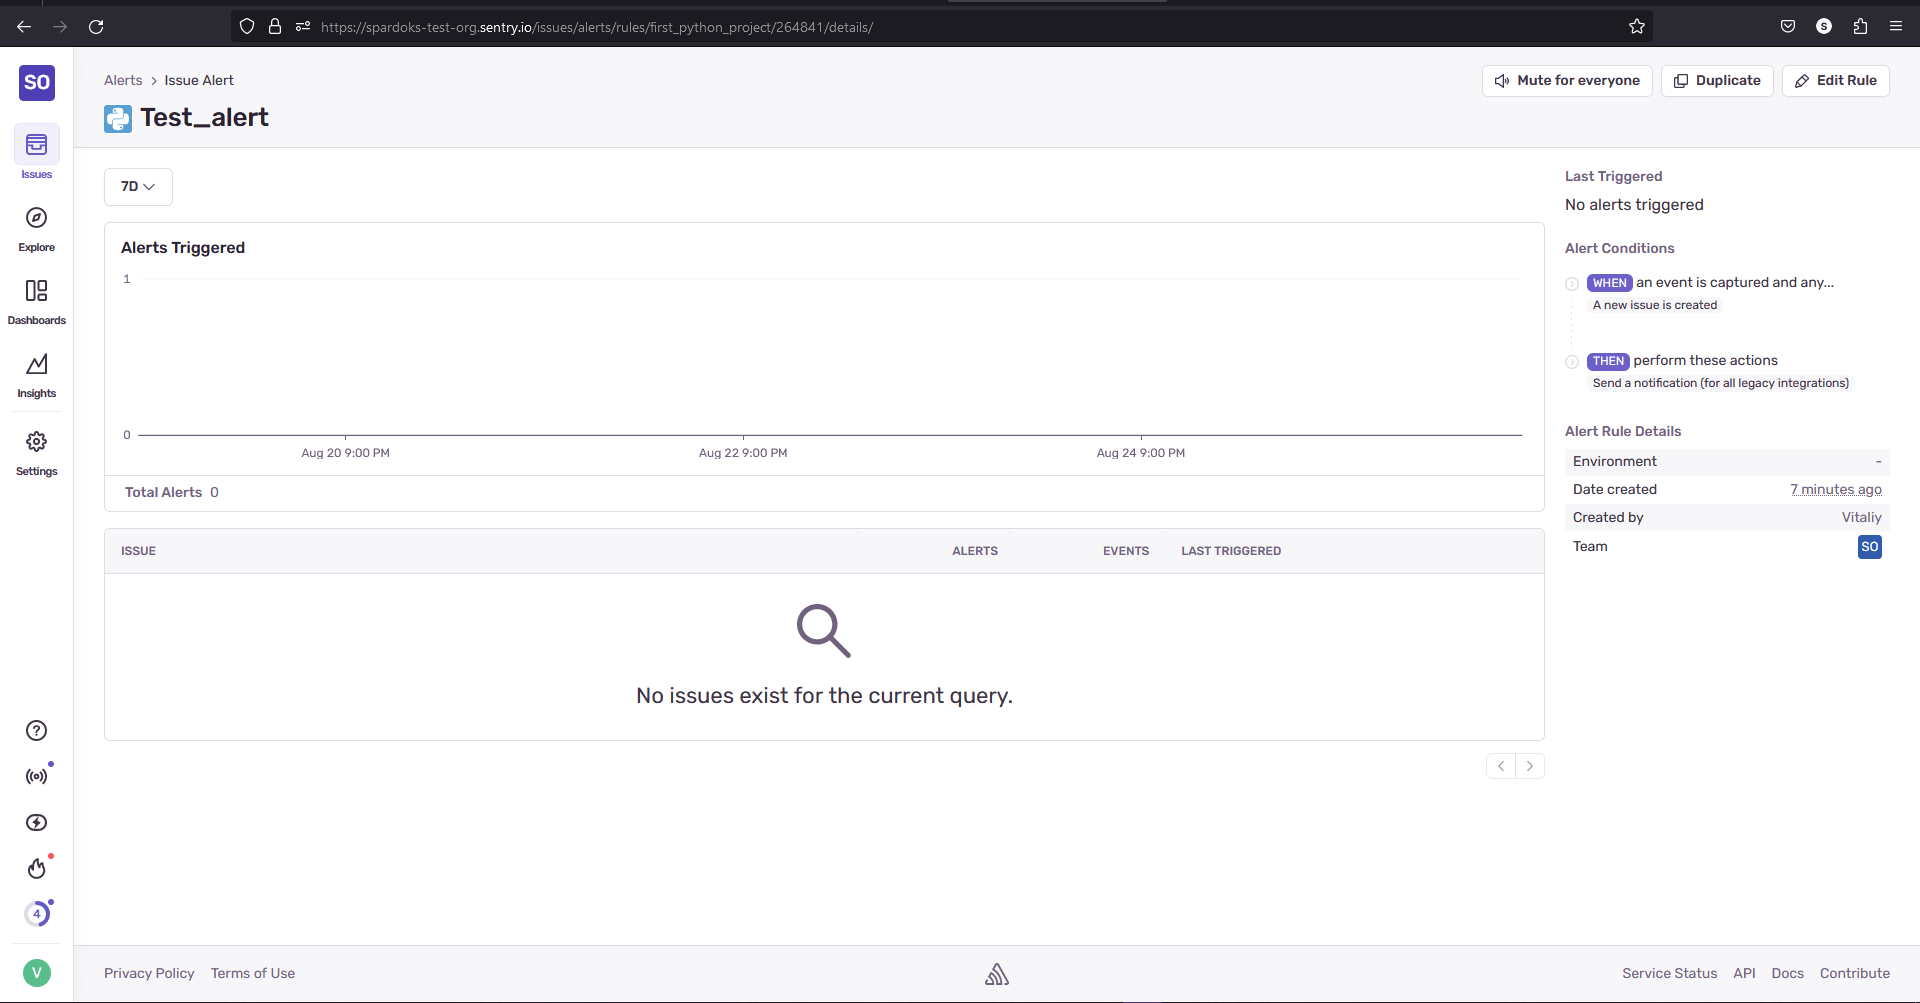 https://spardoks-test-org.sentry.io/issues/alerts/rules/first_python_project/264841/details/
S
SO
Alerts > Issue Alert
Mute for everyone
Duplicate
Edit Rule
Test_alert
Issues
Explore
Dashboards
Insights
Settings
4
V
7D
Alerts Triggered
1
0
Aug 20 9:00 PM
Aug 22 9:00 PM
Aug 24 9:00 PM
Total Alerts 0
ISSUE ALERTS EVENTS LAST TRIGGERED
No issues exist for the current query.
Last Triggered
No alerts triggered
Alert Conditions
WHEN an event is captured and any...
A new issue is created
THEN perform these actions
Send a notification (for all legacy integrations)
Alert Rule Details
Environment -
Date created 7 minutes ago
Created by Vitaliy
Team SO
Privacy Policy Terms of Use
Service Status API Docs Contribute